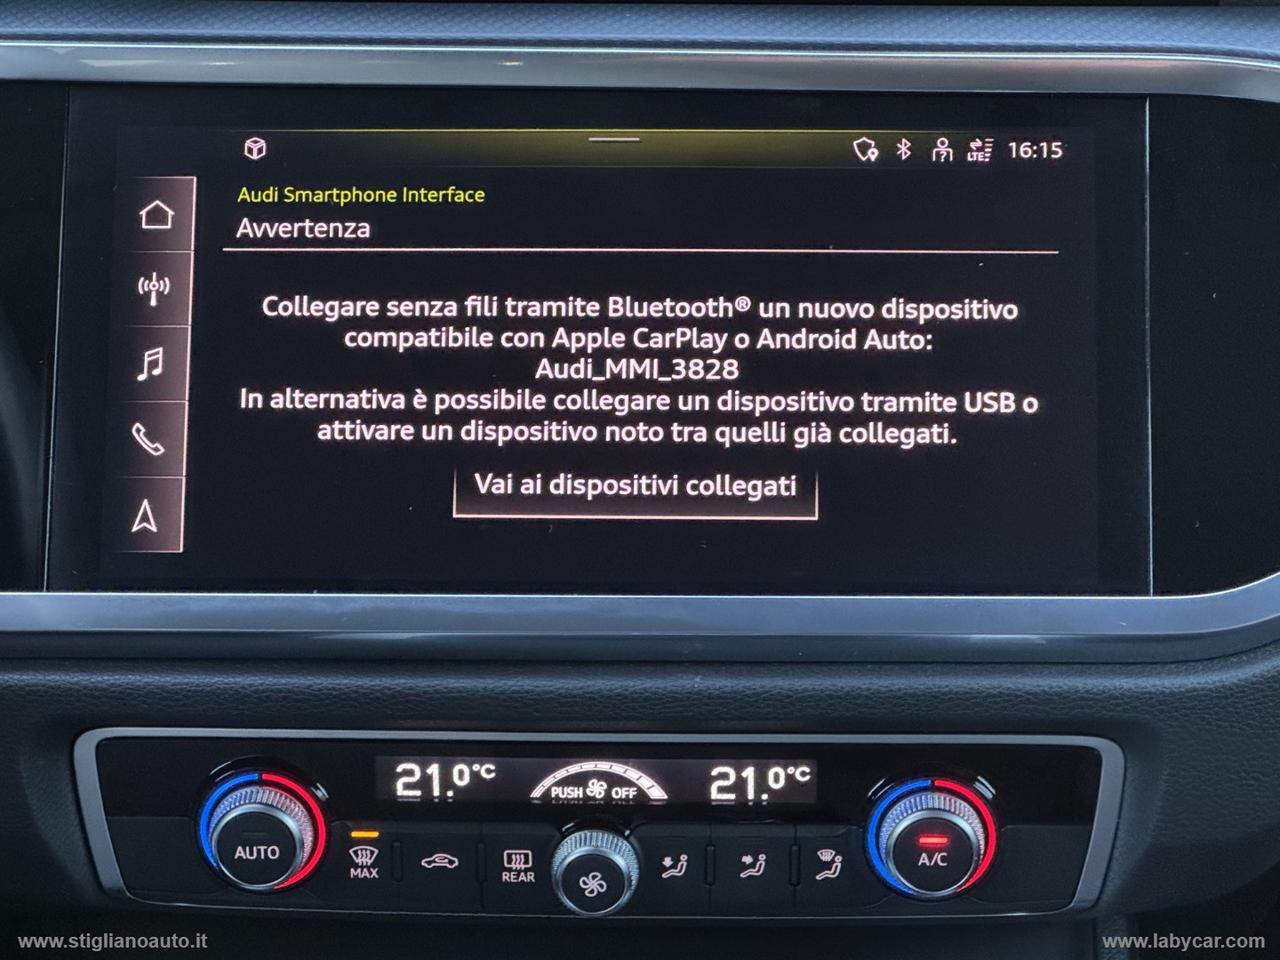 LTE
16:15
Audi Smartphone Interface
Avvertenza
Collegare senza fili tramite Bluetooth® un nuovo dispositivo
compatibile con Apple CarPlay o Android Auto:
Audi_MMI_3828
In alternativa è possibile collegare un dispositivo tramite USB o
attivare un dispositivo noto tra quelli già collegati.
Vai ai dispositivi collegati
21.0°C
PUSH OFF
21.0°C
AUTO
MAX
REAR
A/C
www.stiglianoauto.it
www.labycar.com